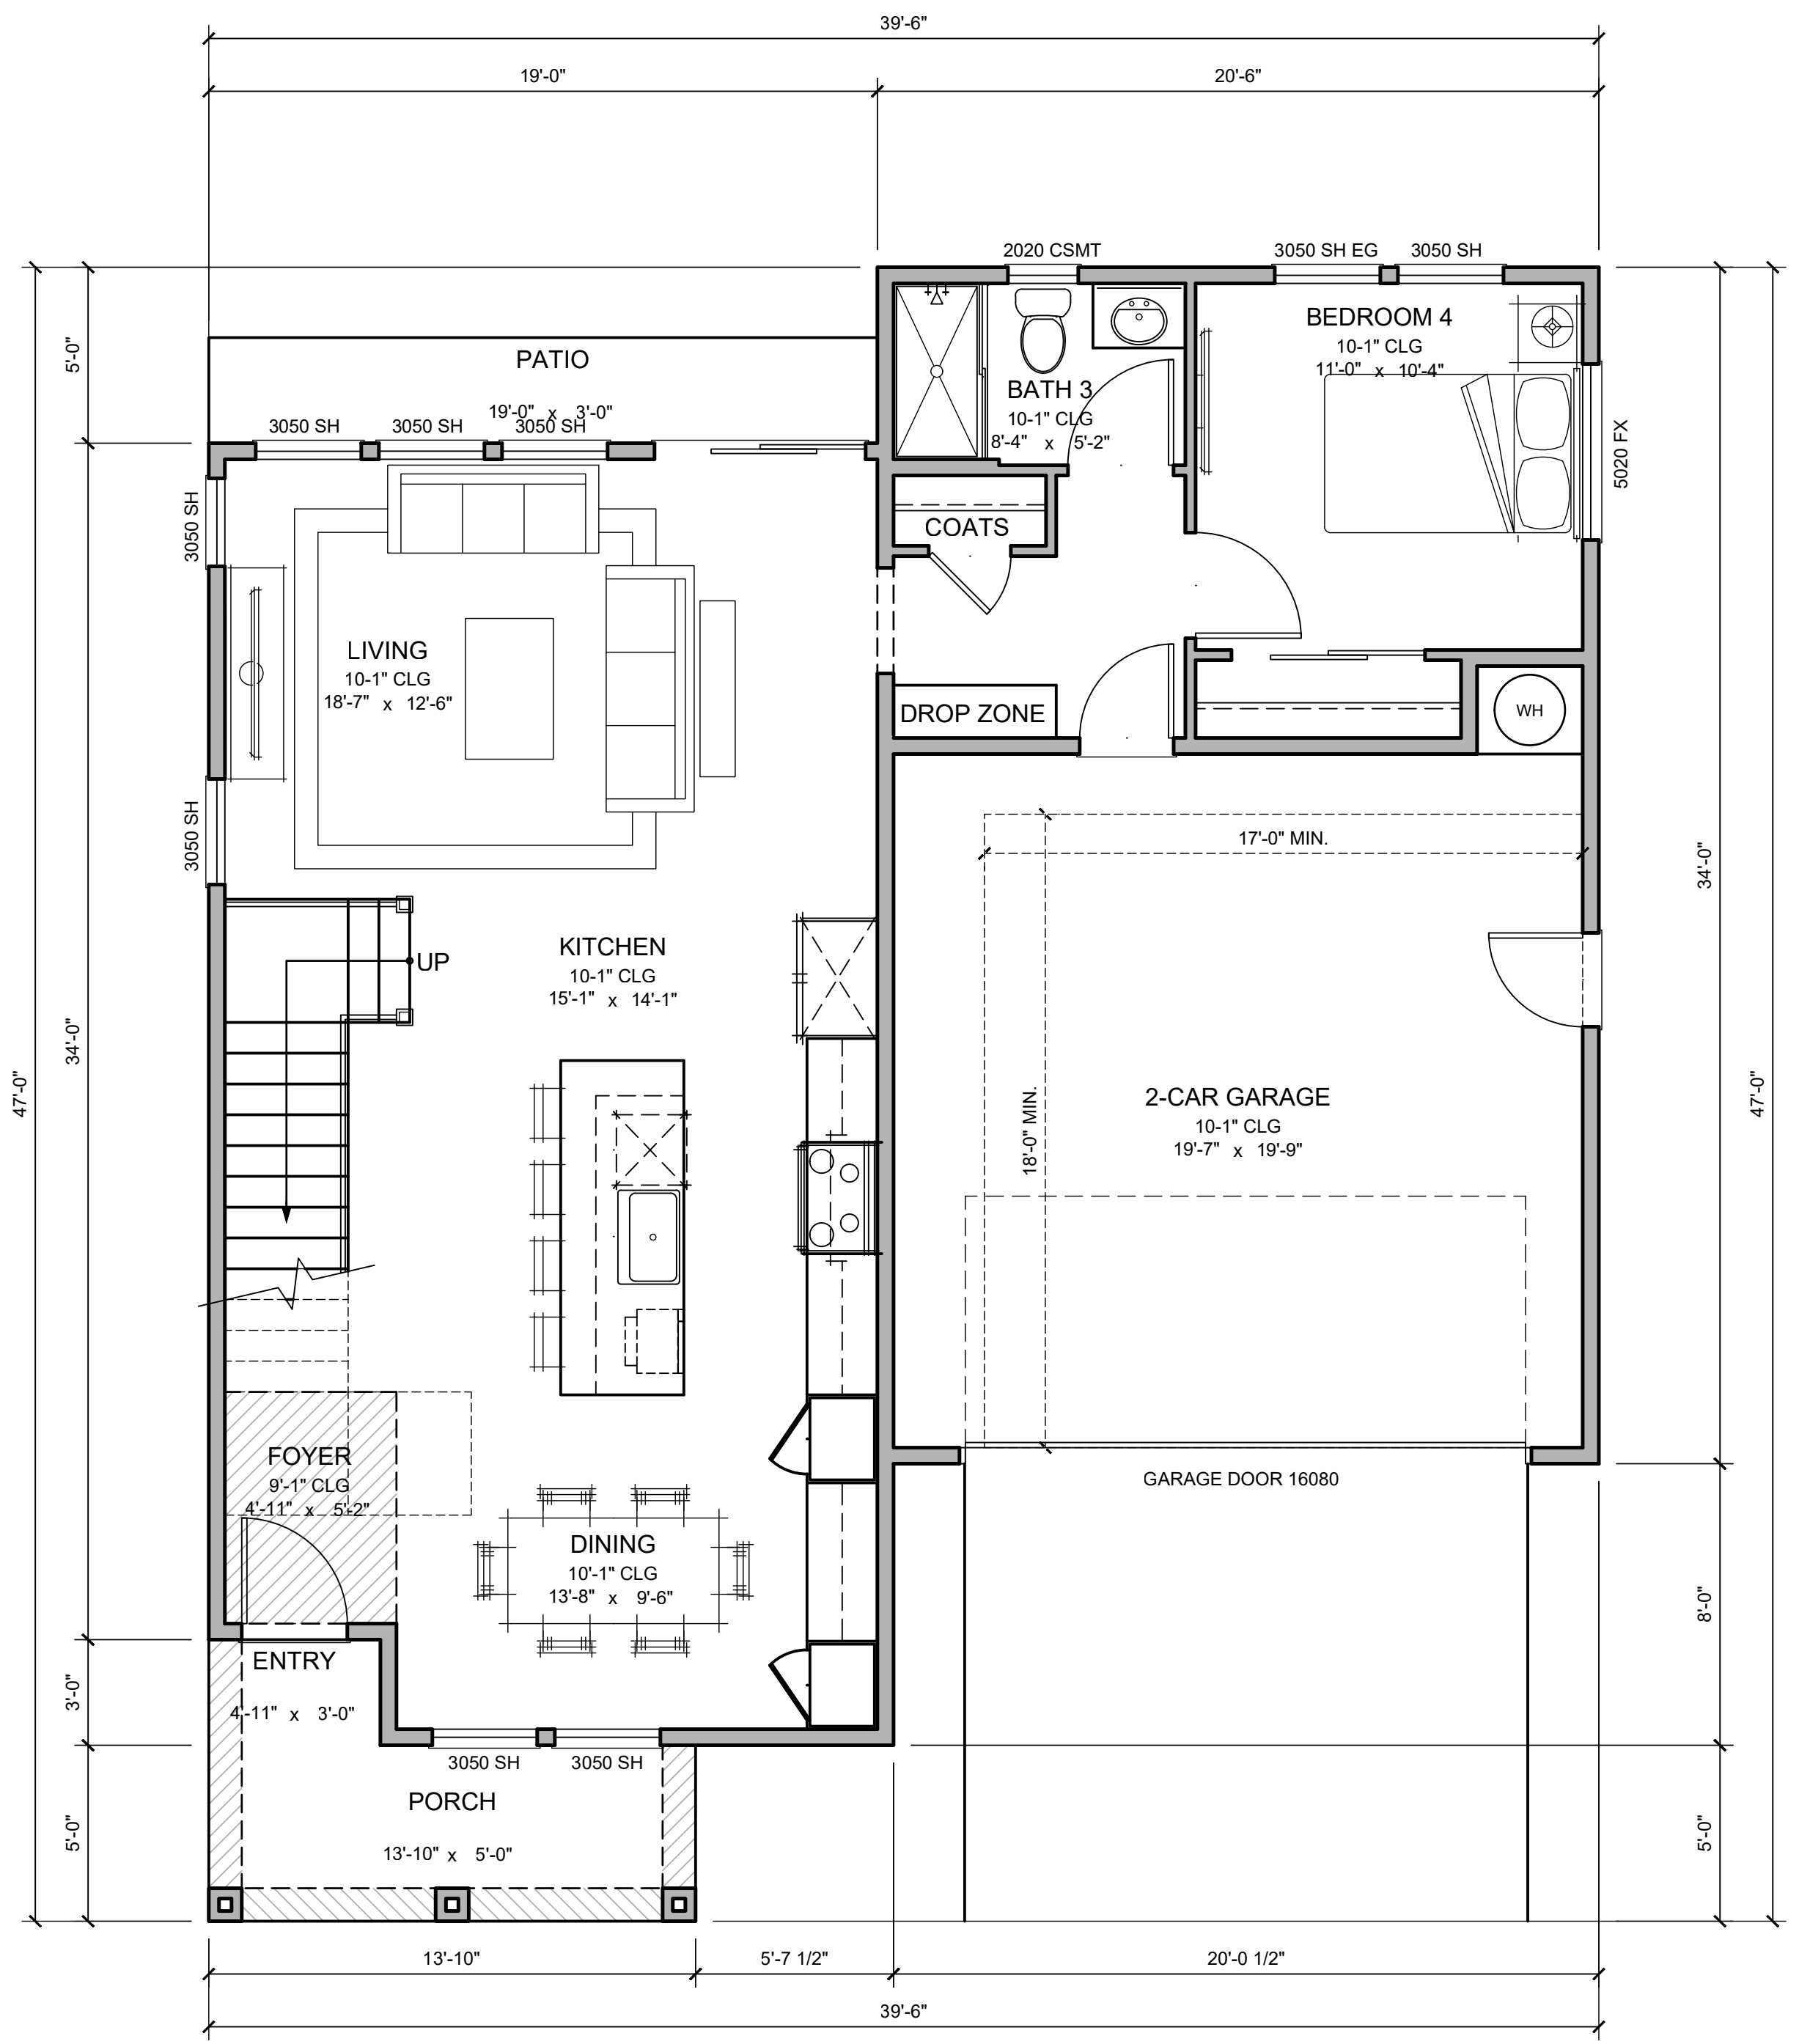 39'-6"
19'-0"
20'-6"
2020 CSMT
3050 SH EG
3050 SH
BEDROOM 4
10-1" CLG
11'-0" x 10'-4"
5'-0"
PATIO
19'-0" x 3'-0"
3050 SH
3050 SH
3050 SH
BATH 3
10-1" CLG
8'-4" x 5'-2"
5020 FX
3050 SH
COATS
LIVING
10-1" CLG
18'-7" x 12'-6"
DROP ZONE
WH
3050 SH
17'-0" MIN.
34'-0"
KITCHEN
10-1" CLG
15'-1" x 14'-1"
UP
34'-0"
47'-0"
47'-0"
18'-0" MIN.
2-CAR GARAGE
10-1" CLG
19'-7" x 19'-9"
FOYER
9'-1" CLG
4'-11" x 5'-2"
GARAGE DOOR 16080
DINING
10'-1" CLG
13'-8" x 9'-6"
8'-0"
ENTRY
4'-11" x 3'-0"
3'-0"
3050 SH
3050 SH
PORCH
13'-10" x 5'-0"
5'-0"
5'-0"
13'-10"
5'-7 1/2"
20'-0 1/2"
39'-6"